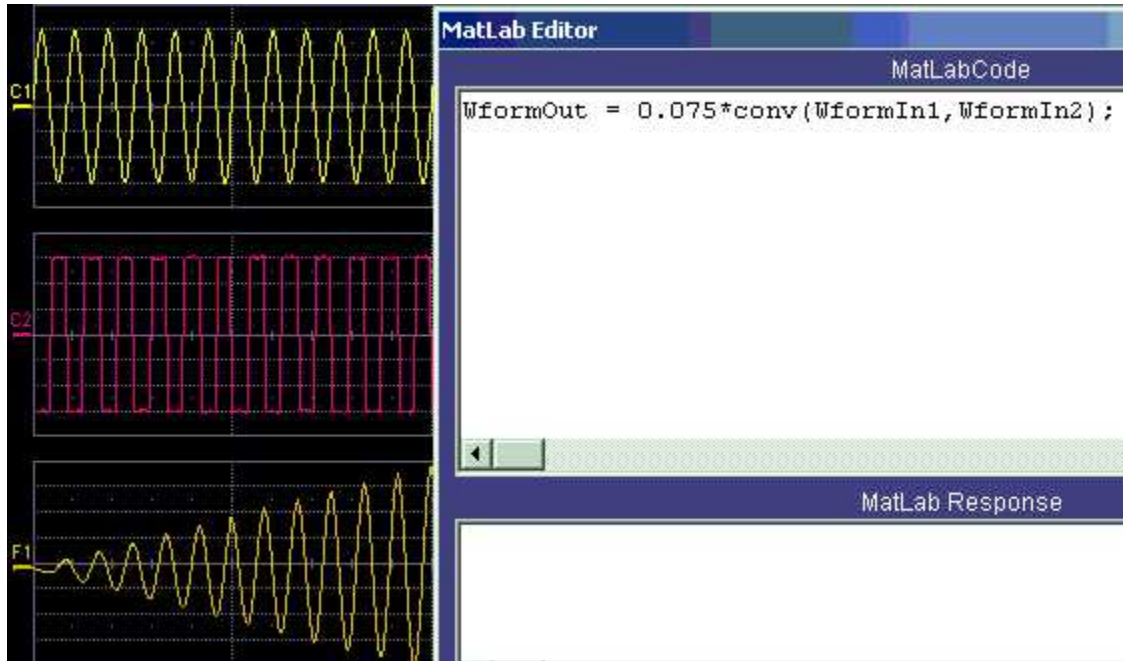 MatLab Editor
MatLabCode
WformOut = 0.075*conv(WformIn1,WformIn2);
C1
C2
F1
MatLab Response